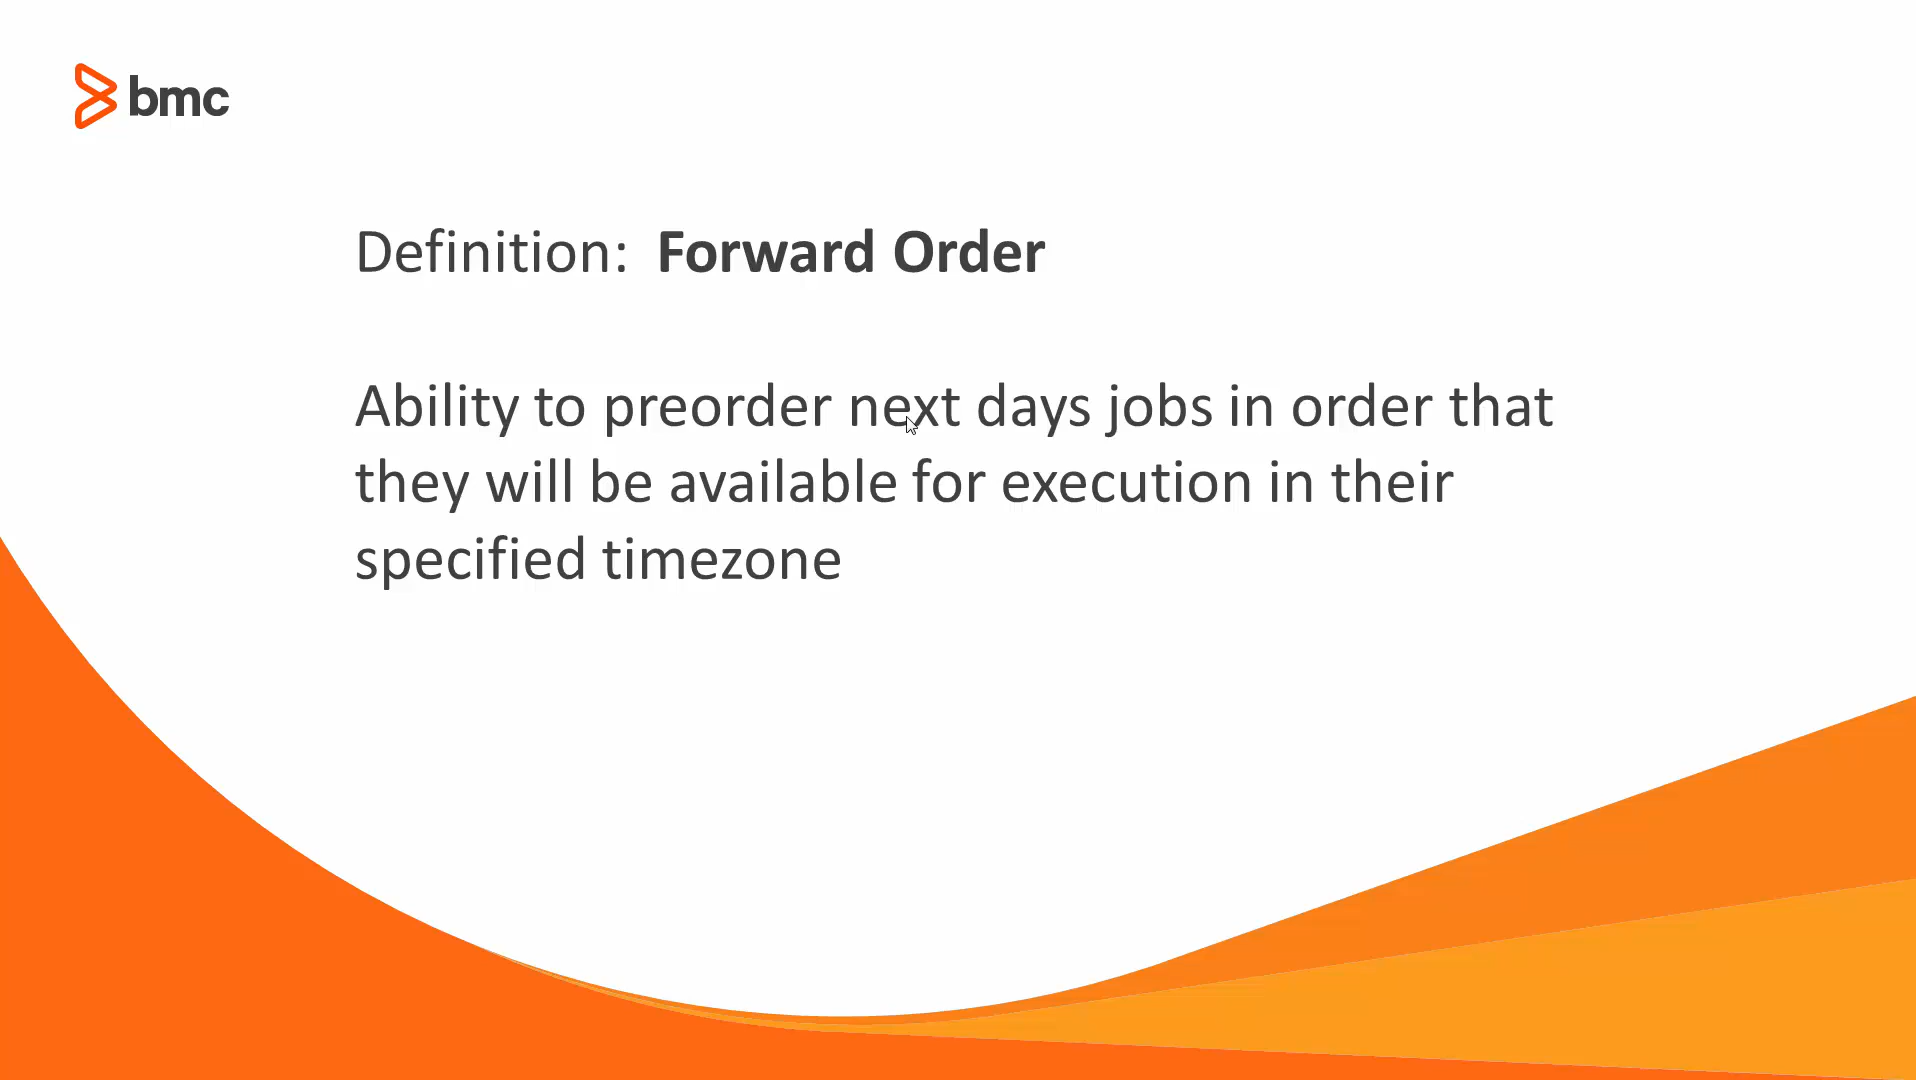 bmc
Definition: Forward Order
Ability to preorder next days jobs in order that
they will be available for execution in their
specified timezone